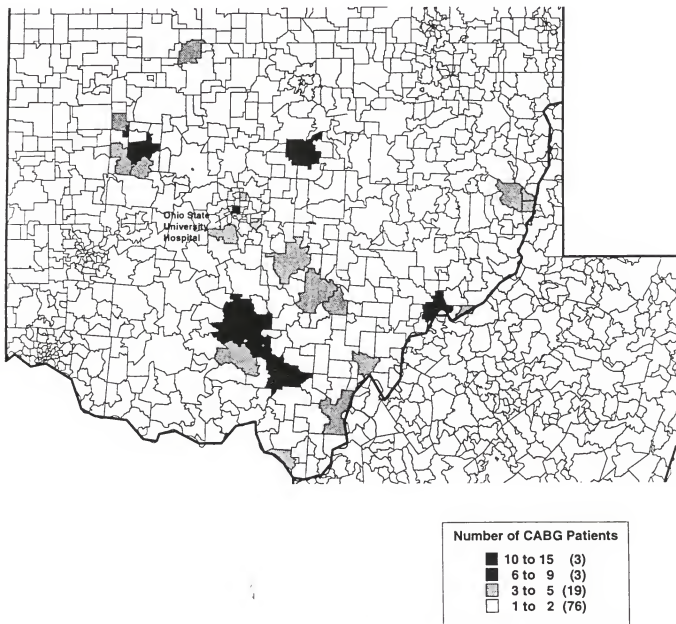 Ohio State
University
Hospital
Number of CABG Patients
10 to 15 (3)
6 to 9 (3)
3 to 5 (19)
1 to 2 (76)